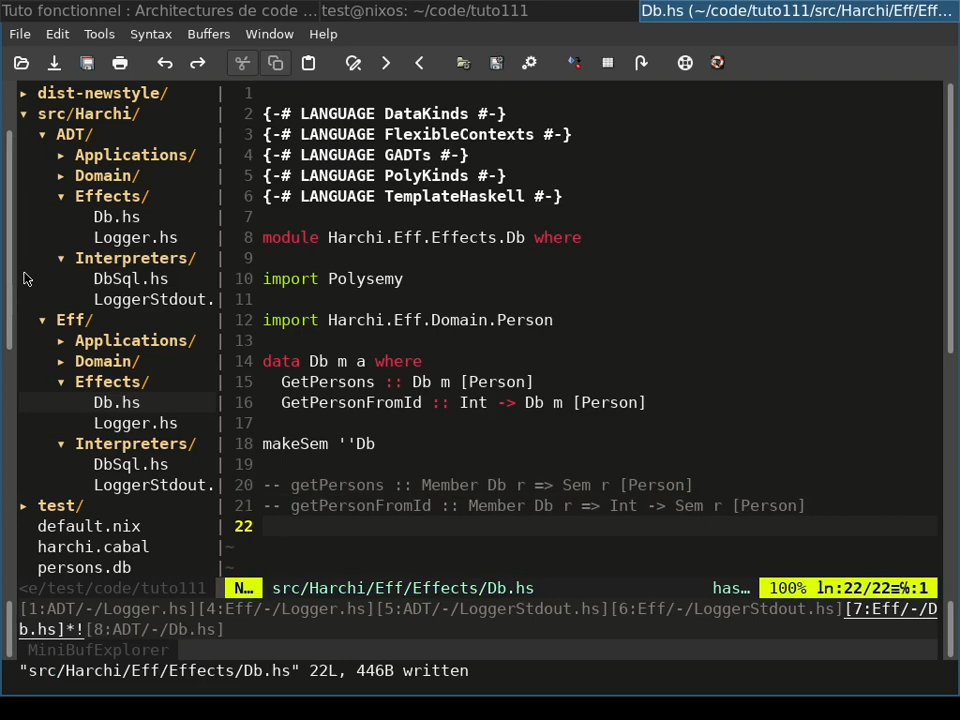 Tuto fonctionnel : Architectures de code ... test@nixos: ~/code/tuto111 Db.hs (~/code/tuto111/src/Harchi/Eff/Eff...
File Edit Tools Syntax Buffers Window Help
▸ dist-newstyle/ | 1
▾ src/Harchi/ | 2 {-# LANGUAGE DataKinds #-}
▾ ADT/ | 3 {-# LANGUAGE FlexibleContexts #-}
▸ Applications/ | 4 {-# LANGUAGE GADTs #-}
▸ Domain/ | 5 {-# LANGUAGE PolyKinds #-}
▾ Effects/ | 6 {-# LANGUAGE TemplateHaskell #-}
Db.hs | 7
Logger.hs | 8 module Harchi.Eff.Effects.Db where
▾ Interpreters/ | 9
DbSql.hs | 10 import Polysemy
LoggerStdout. | 11
▾ Eff/ | 12 import Harchi.Eff.Domain.Person
▸ Applications/ | 13
▸ Domain/ | 14 data Db m a where
▾ Effects/ | 15 GetPersons :: Db m [Person]
Db.hs | 16 GetPersonFromId :: Int -> Db m [Person]
Logger.hs | 17
▾ Interpreters/ | 18 makeSem ''Db
DbSql.hs | 19
LoggerStdout. | 20 -- getPersons :: Member Db r => Sem r [Person]
▸ test/ | 21 -- getPersonFromId :: Member Db r => Int -> Sem r [Person]
default.nix | 22
harchi.cabal |~
persons.db |~
<e/test/code/tuto111 N… src/Harchi/Eff/Effects/Db.hs has… 100% ㏑:22/22≡℅:1
[1:ADT/-/Logger.hs][4:Eff/-/Logger.hs][5:ADT/-/LoggerStdout.hs][6:Eff/-/LoggerStdout.hs][7:Eff/-/D
b.hs]*![8:ADT/-/Db.hs]
MiniBufExplorer
"src/Harchi/Eff/Effects/Db.hs" 22L, 446B written